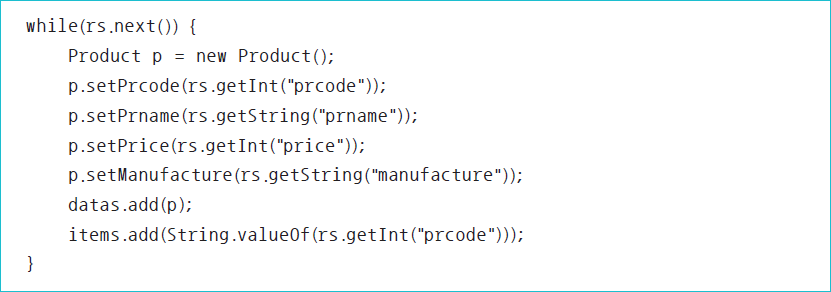 while(rs.next()) {
Product p = new Product();
p.setPrcode(rs.getInt("prcode"));
p.setPrname(rs.getString("prname"));
p.setPrice(rs.getInt("price"));
p.setManufacture(rs.getString("manufacture"));
datas.add(p);
items.add(String.valueOf(rs.getInt("prcode")));
}